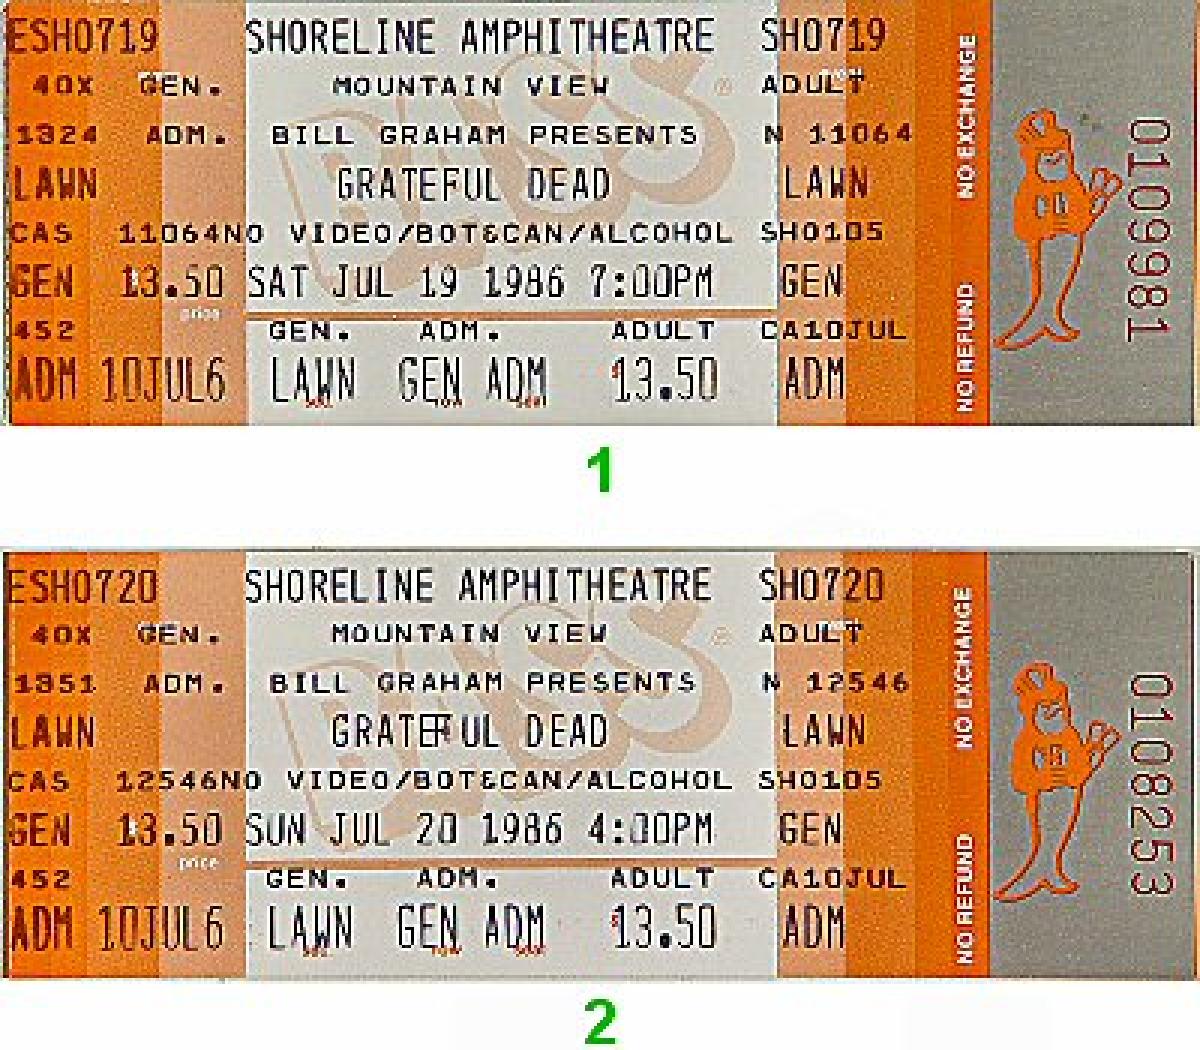 ESH0719 SHORELINE AMPHITHEATRE SH0719
40X GEN. MOUNTAIN VIEW ADULT
1324 ADM. BILL GRAHAM PRESENTS N 11064
LAWN GRATEFUL DEAD LAWN
CAS 11064NO VIDEO/BOT&CAN/ALCOHOL SH0105
GEN 13.50 SAT JUL 19 1986 7:00PM GEN
price
452 GEN. ADM. ADULT CA10JUL
ADM 10JUL6 LAWN GEN ADM 13.50 ADM
NO REFUND NO EXCHANGE
0109981
BASS
1
ESH0720 SHORELINE AMPHITHEATRE SH0720
40X GEN. MOUNTAIN VIEW ADULT
1351 ADM. BILL GRAHAM PRESENTS N 12546
LAWN GRATEFUL DEAD LAWN
CAS 12546NO VIDEO/BOT&CAN/ALCOHOL SH0105
GEN 13.50 SUN JUL 20 1986 4:00PM GEN
price
452 GEN. ADM. ADULT CA10JUL
ADM 10JUL6 LAWN GEN ADM 13.50 ADM
NO REFUND NO EXCHANGE
0108253
BASS
2